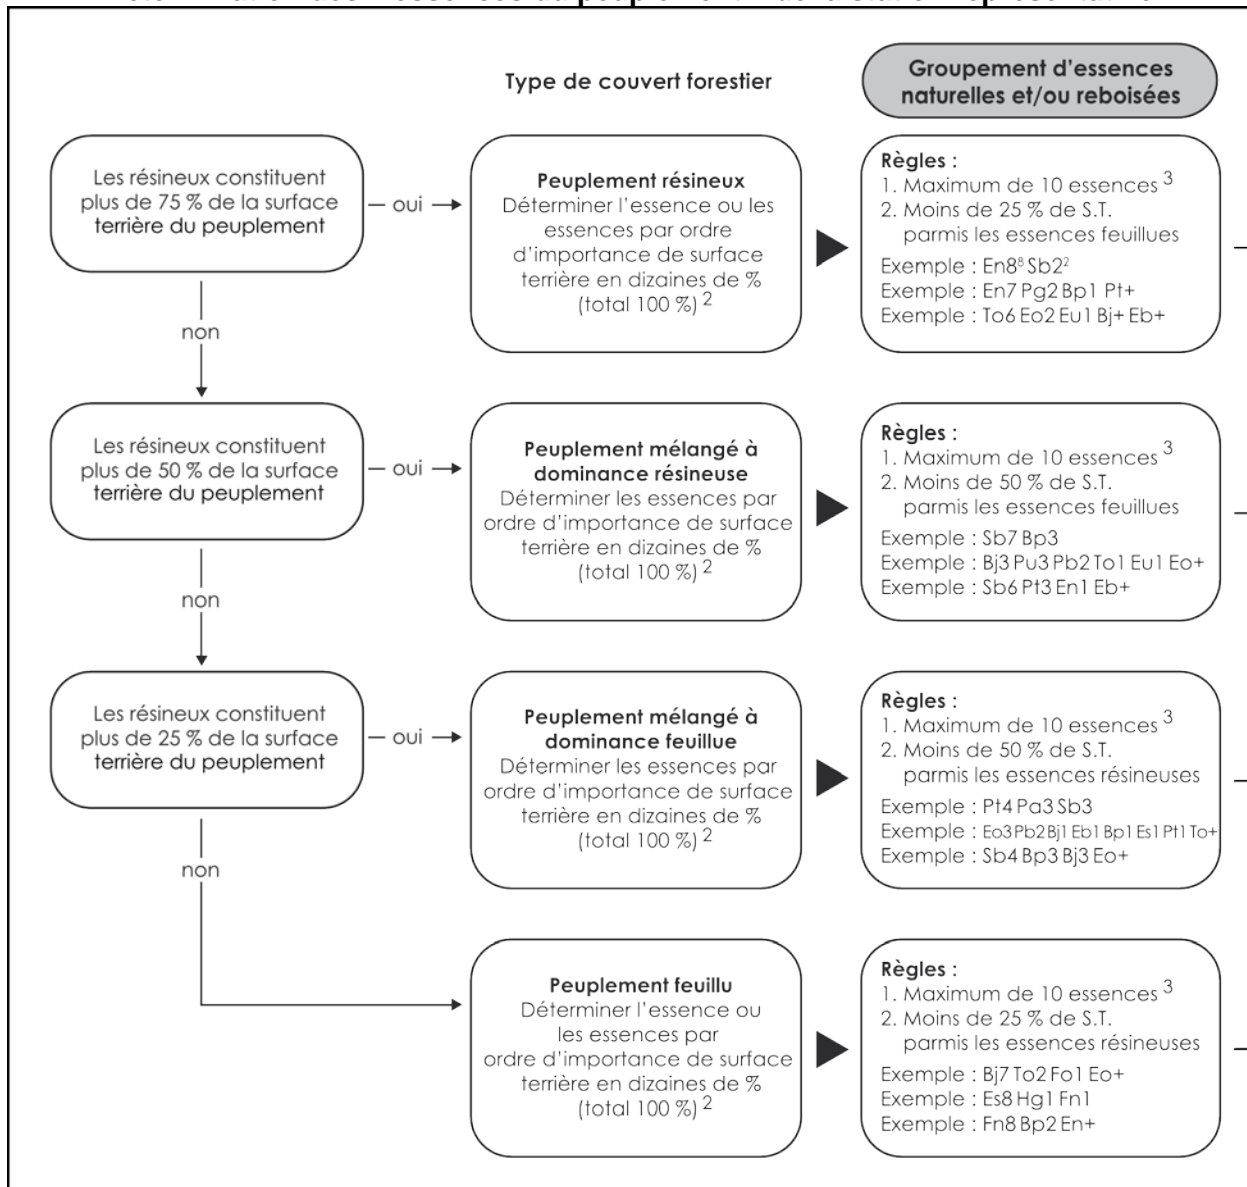 Type de couvert forestier
Groupement d'essences
naturelles et/ou reboisées
Les résineux constituent
plus de 75 % de la surface
terrière du peuplement
oui
Peuplement résineux
Déterminer l'essence ou les
essences par ordre
d'importance de surface
terrière en dizaines de %
(total 100 %) 2
Règles :
1. Maximum de 10 essences 3
2. Moins de 25 % de S.T.
parmis les essences feuillues
Exemple : En8⁸ Sb2²
Exemple : En7 Pg2 Bp1 Pt+
Exemple : To6 Eo2 Eu1 Bj+ Eb+
non
Les résineux constituent
plus de 50 % de la surface
terrière du peuplement
oui
Peuplement mélangé à
dominance résineuse
Déterminer les essences par
ordre d'importance de surface
terrière en dizaines de %
(total 100 %) 2
Règles :
1. Maximum de 10 essences 3
2. Moins de 50 % de S.T.
parmis les essences feuillues
Exemple : Sb7 Bp3
Exemple : Bj3 Pu3 Pb2 To1 Eu1 Eo+
Exemple : Sb6 Pt3 En1 Eb+
non
Les résineux constituent
plus de 25 % de la surface
terrière du peuplement
oui
Peuplement mélangé à
dominance feuillue
Déterminer les essences par
ordre d'importance de surface
terrière en dizaines de %
(total 100 %) 2
Règles :
1. Maximum de 10 essences 3
2. Moins de 50 % de S.T.
parmis les essences résineuses
Exemple : Pt4 Pa3 Sb3
Exemple : Eo3 Pb2 Bj1 Eb1 Bp1 Es1 Pt1 To+
Exemple : Sb4 Bp3 Bj3 Eo+
non
Peuplement feuillu
Déterminer l'essence ou
les essences par
ordre d'importance de surface
terrière en dizaines de %
(total 100 %) 2
Règles :
1. Maximum de 10 essences 3
2. Moins de 25 % de S.T.
parmis les essences résineuses
Exemple : Bj7 To2 Fo1 Eo+
Exemple : Es8 Hg1 Fn1
Exemple : Fn8 Bp2 En+